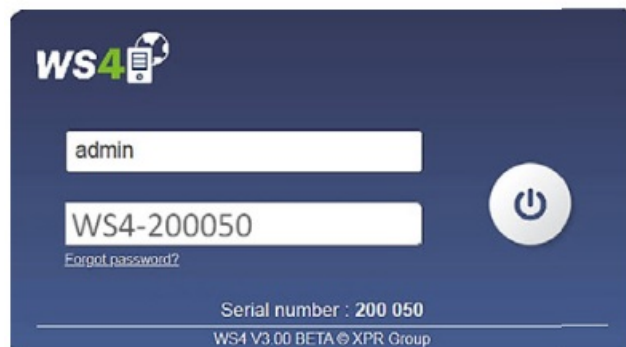 WS4
admin
WS4-200050
Forgot password?
Serial number : 200 050
WS4 V3.00 BETA © XPR Group